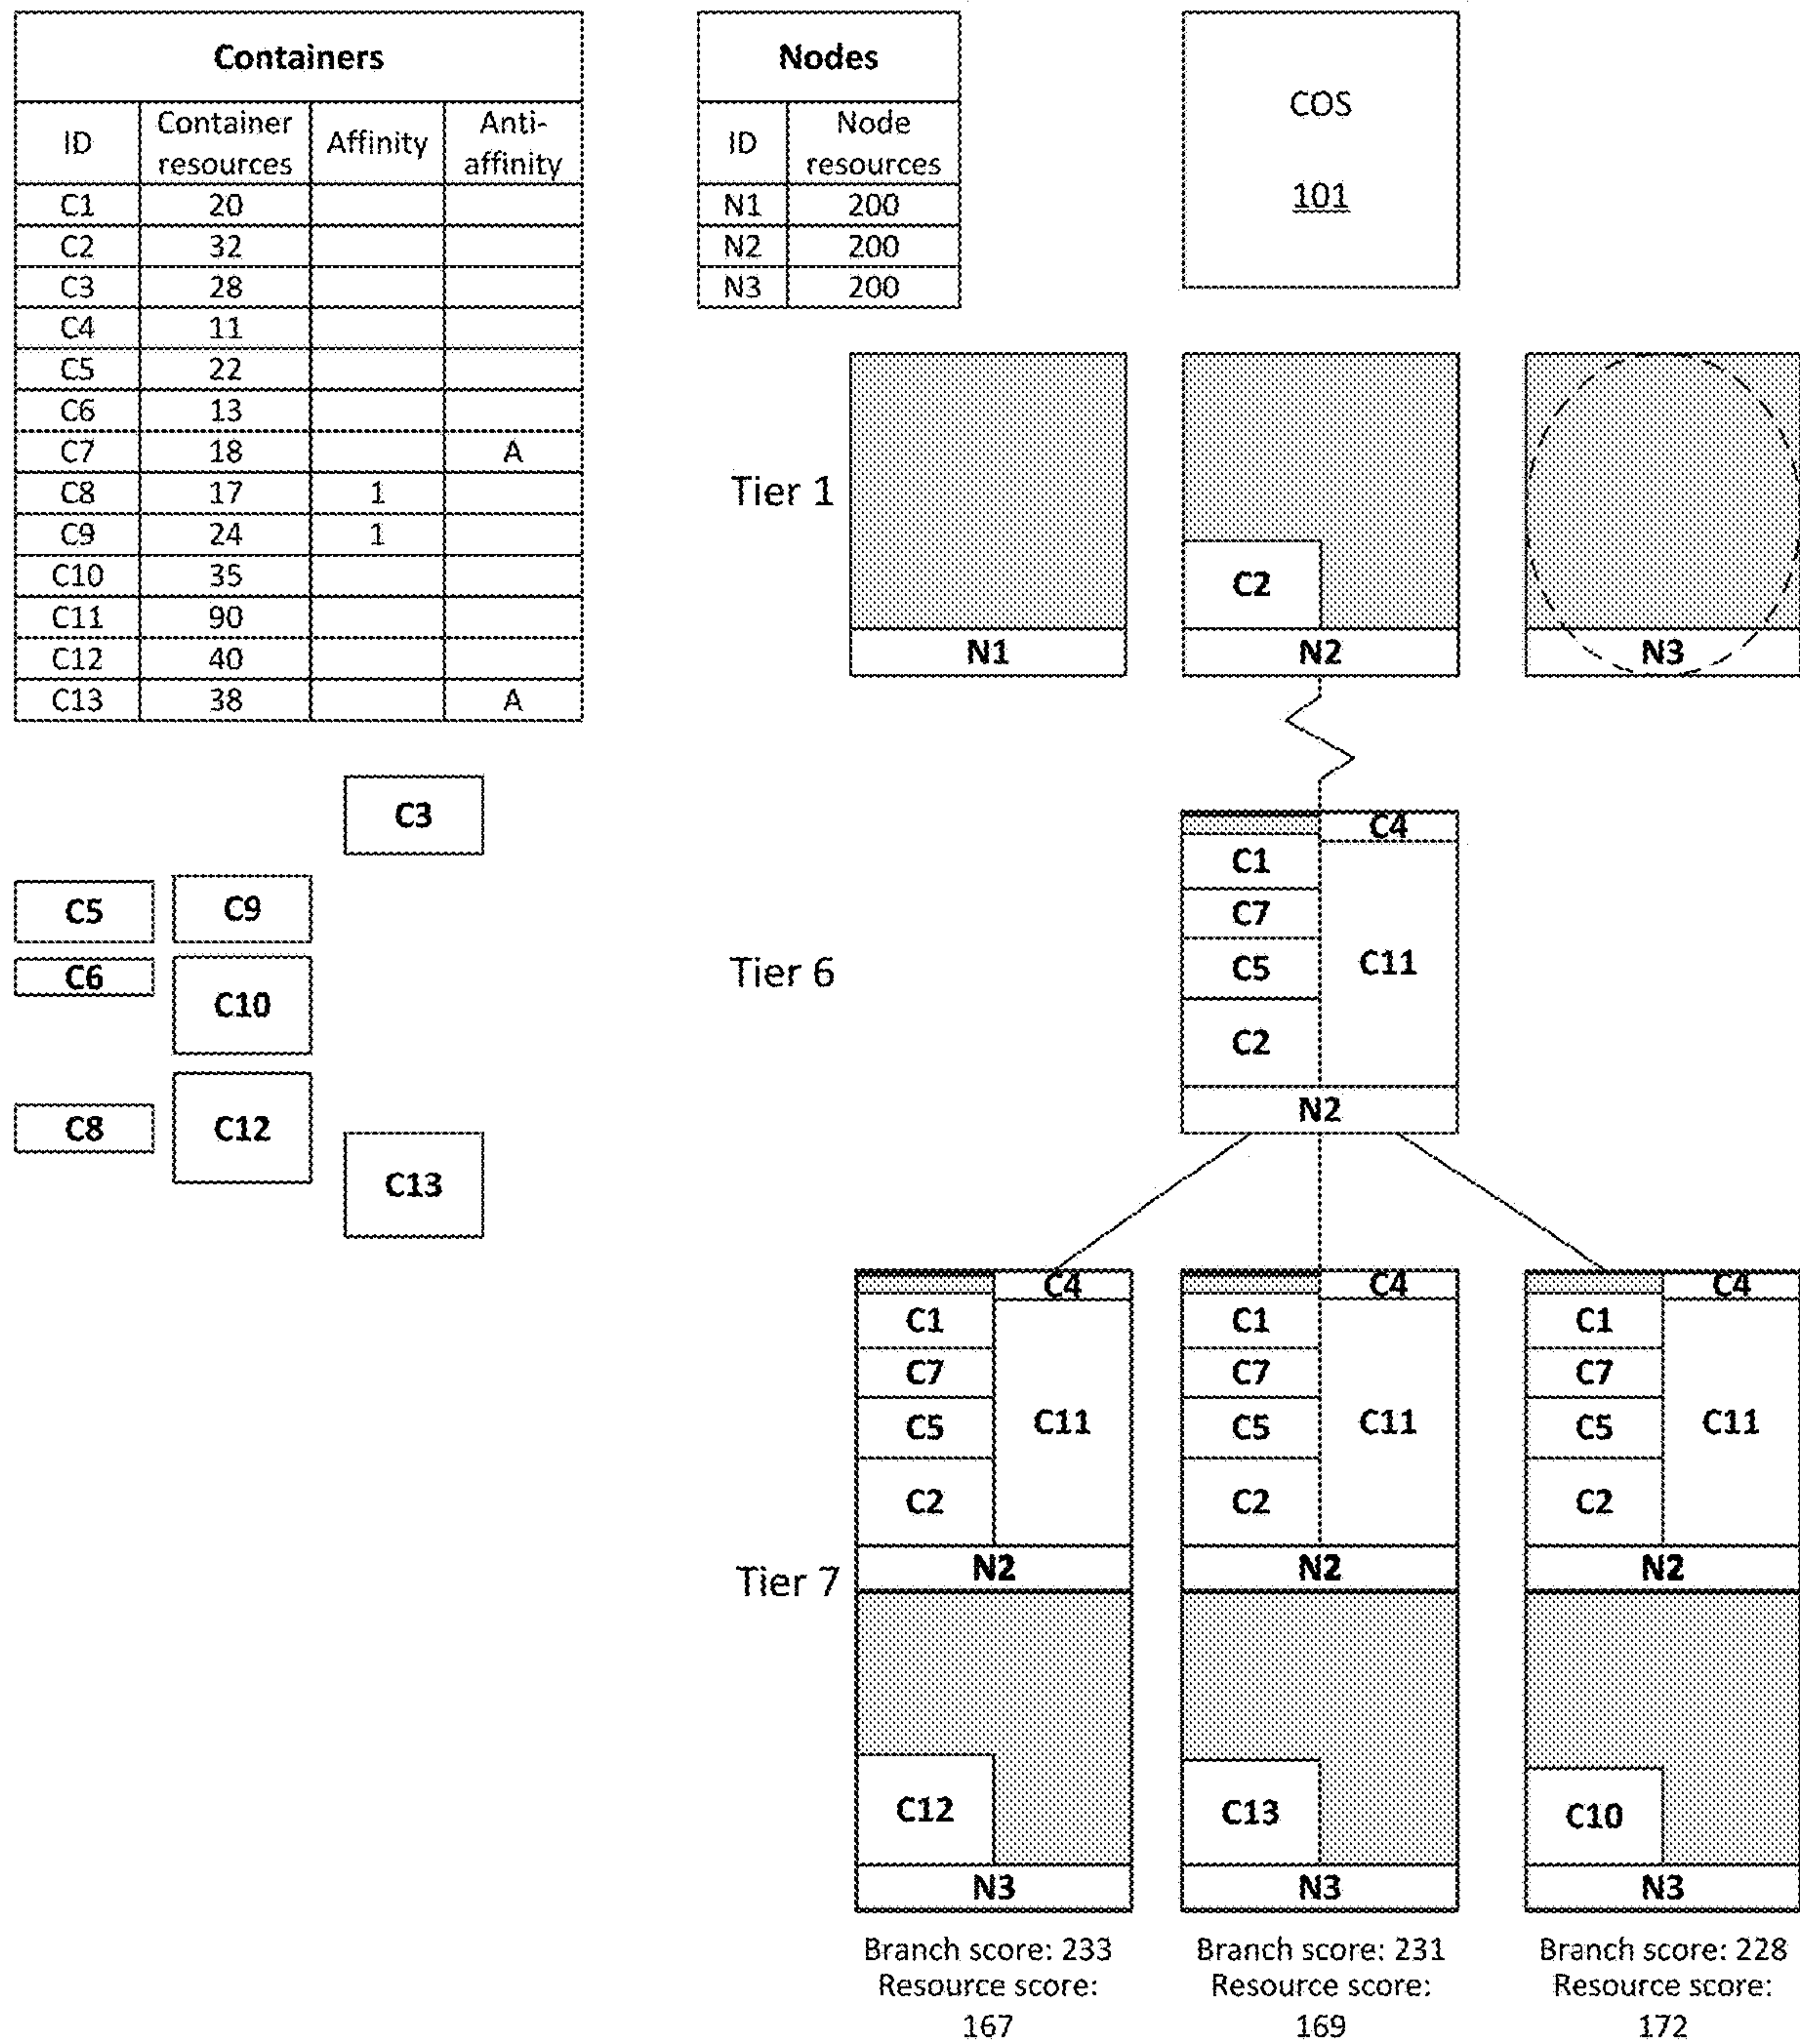 Containers
ID Container resources Affinity Anti-affinity
C1 20
C2 32
C3 28
C4 11
C5 22
C6 13
C7 18 A
C8 17 1
C9 24 1
C10 35
C11 90
C12 40
C13 38 A
Nodes
ID Node resources
N1 200
N2 200
N3 200
COS
101
Tier 1
C2
N1 N2 N3
C3
C5 C9
C6
C10
C8 C12
C13
Tier 6
C4
C1
C7
C5 C11
C2
N2
Tier 7
C4
C1
C7
C5 C11
C2
N2
C12
N3
Branch score: 233
Resource score:
167
C4
C1
C7
C5 C11
C2
N2
C13
N3
Branch score: 231
Resource score:
169
C4
C1
C7
C5 C11
C2
N2
C10
N3
Branch score: 228
Resource score:
172